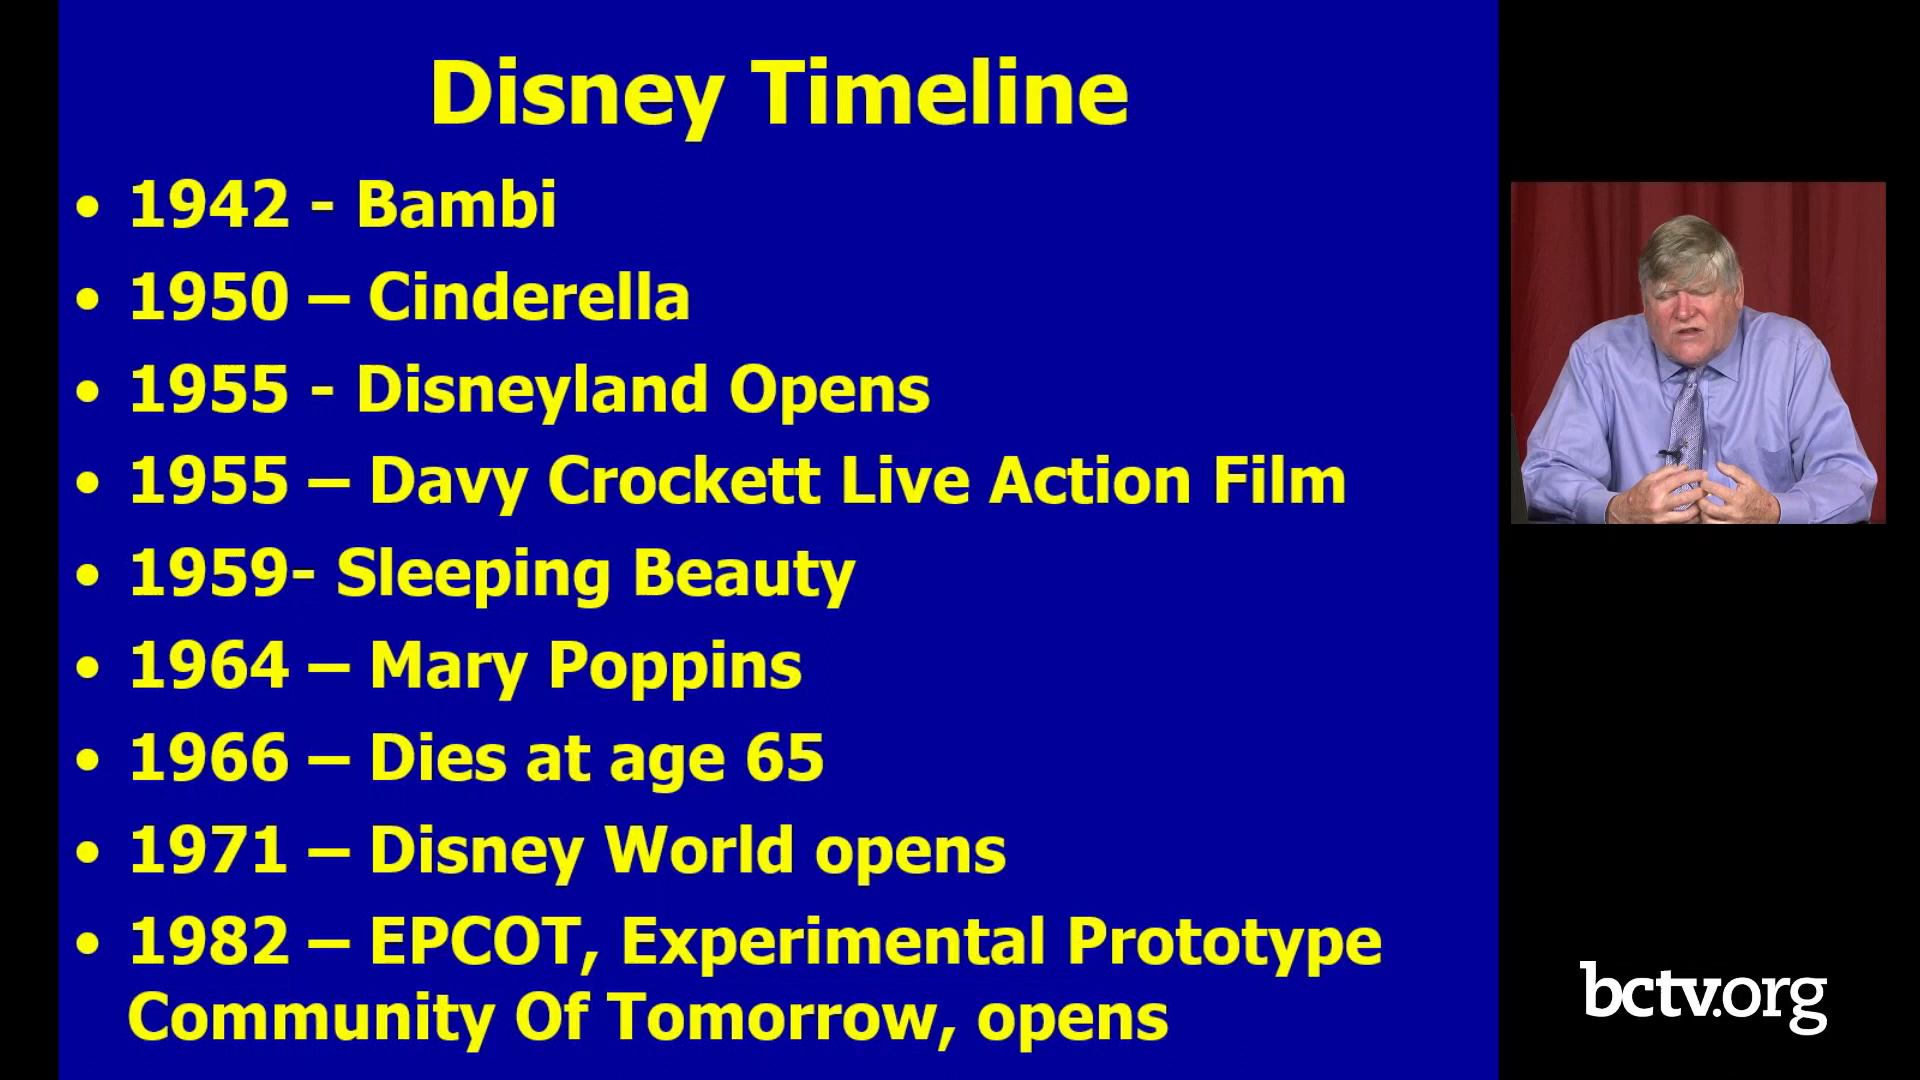 Disney Timeline
• 1942 - Bambi
• 1950 – Cinderella
• 1955 - Disneyland Opens
• 1955 – Davy Crockett Live Action Film
• 1959- Sleeping Beauty
• 1964 – Mary Poppins
• 1966 – Dies at age 65
• 1971 – Disney World opens
• 1982 – EPCOT, Experimental Prototype
Community Of Tomorrow, opens
bctv.org